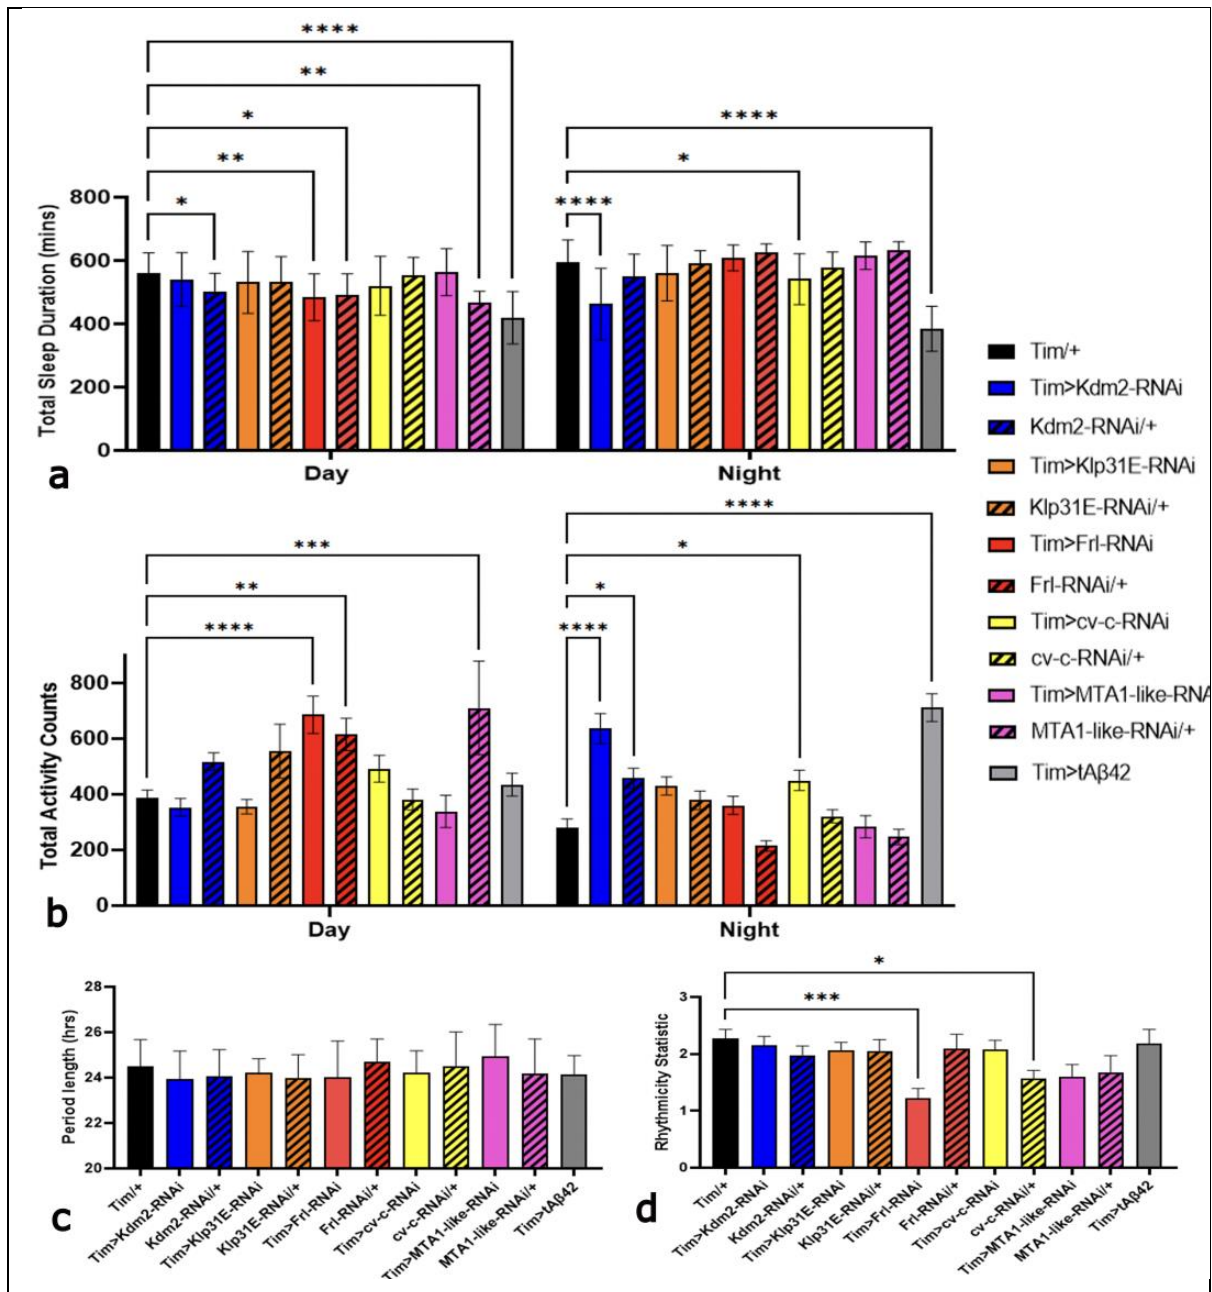 ****
**
*
**
*
****
*
****
800
600
400
200
0
Total Sleep Duration (mins)
Day
Night
a
Tim/+
Tim>Kdm2-RNAi
Kdm2-RNAi/+
Tim>Klp31E-RNAi
Klp31E-RNAi/+
Tim>Frl-RNAi
Frl-RNAi/+
Tim>cv-c-RNAi
cv-c-RNAi/+
Tim>MTA1-like-RNA
MTA1-like-RNAi/+
Tim>tAβ42
***
**
****
****
*
*
****
800
600
400
200
0
Total Activity Counts
Day
Night
b
28
26
24
22
20
Period length (hrs)
Tim/+
Tim>Kdm2-RNAi
Kdm2-RNAi/+
Tim>Klp31E-RNAi
Klp31E-RNAi/+
Tim>Frl-RNAi
Frl-RNAi/+
Tim>cv-c-RNAi
cv-c-RNAi/+
Tim>MTA1-like-RNAi
MTA1-like-RNAi/+
Tim>tAβ42
c
*
***
3
2
1
0
Rhythmicity Statistic
Tim/+
Tim>Kdm2-RNAi
Kdm2-RNAi/+
Tim>Klp31E-RNAi
Klp31E-RNAi/+
Tim>Frl-RNAi
Frl-RNAi/+
Tim>cv-c-RNAi
cv-c-RNAi/+
Tim>MTA1-like-RNAi
MTA1-like-RNAi/+
Tim>tAβ42
d